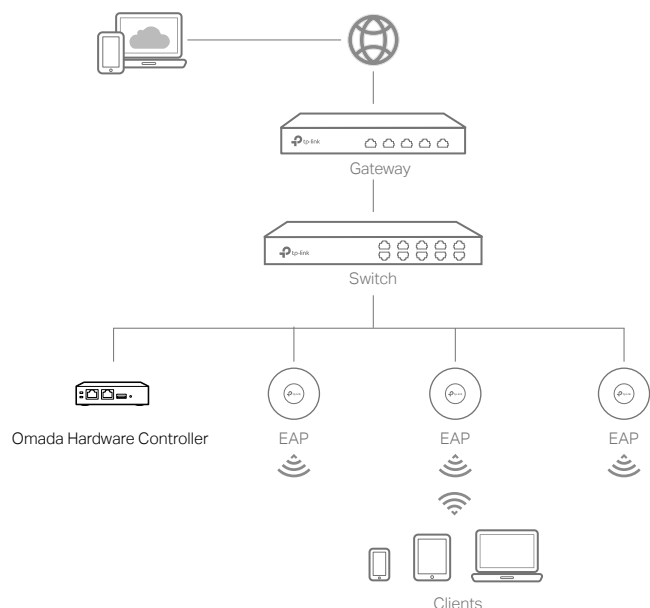 tp-link
Gateway
tp-link
Switch
Omada Hardware Controller
EAP
EAP
EAP
Clients